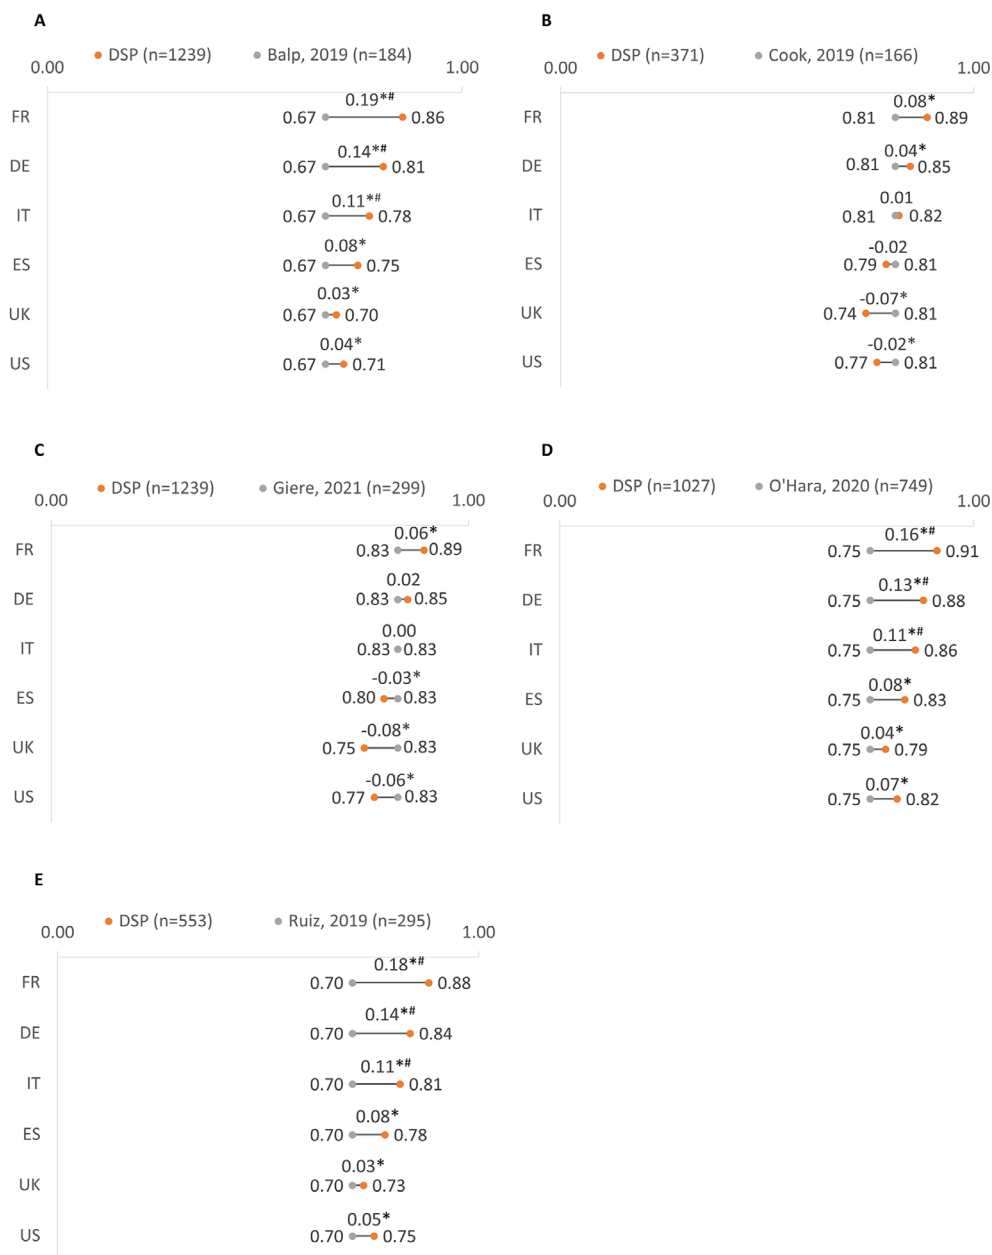 A
DSP (n=1239) Balp, 2019 (n=184)
0.00 1.00
FR 0.67 0.19*# 0.86
DE 0.67 0.14*# 0.81
IT 0.67 0.11*# 0.78
ES 0.67 0.08* 0.75
UK 0.67 0.03* 0.70
US 0.67 0.04* 0.71
B
DSP (n=371) Cook, 2019 (n=166)
0.00 1.00
FR 0.81 0.08* 0.89
DE 0.81 0.04* 0.85
IT 0.81 0.01 0.82
ES 0.79 -0.02 0.81
UK 0.74 -0.07* 0.81
US 0.77 -0.02* 0.81
C
DSP (n=1239) Giere, 2021 (n=299)
0.00 1.00
FR 0.83 0.06* 0.89
DE 0.83 0.02 0.85
IT 0.83 0.00 0.83
ES 0.80 -0.03* 0.83
UK 0.75 -0.08* 0.83
US 0.77 -0.06* 0.83
D
DSP (n=1027) O'Hara, 2020 (n=749)
0.00 1.00
FR 0.75 0.16*# 0.91
DE 0.75 0.13*# 0.88
IT 0.75 0.11*# 0.86
ES 0.75 0.08* 0.83
UK 0.75 0.04* 0.79
US 0.75 0.07* 0.82
E
DSP (n=553) Ruiz, 2019 (n=295)
0.00 1.00
FR 0.70 0.18*# 0.88
DE 0.70 0.14*# 0.84
IT 0.70 0.11*# 0.81
ES 0.70 0.08* 0.78
UK 0.70 0.03* 0.73
US 0.70 0.05* 0.75